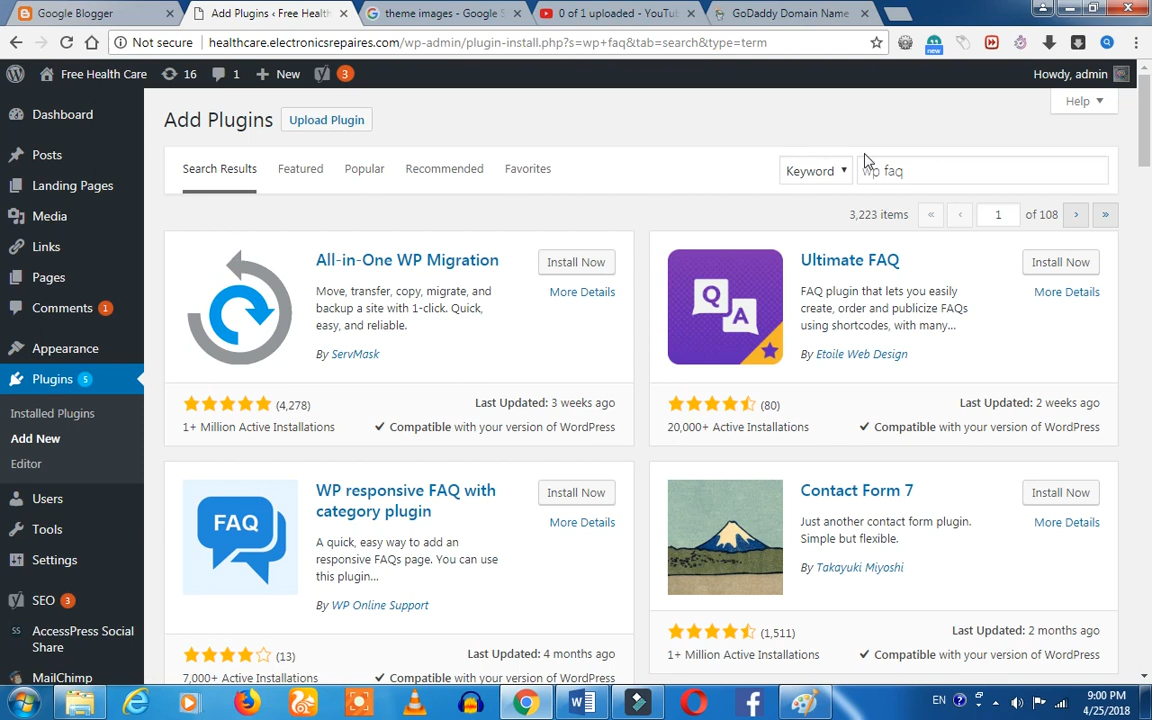 Google Blogger
Add Plugins ‹ Free Healt
theme images - Google S
0 of 1 uploaded - YouTu
GoDaddy Domain Name
Not secure
healthcare.electronicsrepaires.com/wp-admin/plugin-install.php?s=wp+faq&tab=search&type=term
new
Free Health Care
16
1
New
3
Howdy, admin
Dashboard
Posts
Landing Pages
Media
Links
Pages
Comments 1
Appearance
Plugins 5
Installed Plugins
Add New
Editor
Users
Tools
Settings
SEO 3
SS AccessPress Social
Share
MailChimp
Help
Add Plugins
Upload Plugin
Search Results
Featured
Popular
Recommended
Favorites
Keyword
wp faq
3,223 items
«
‹
1
of 108
›
»
All-in-One WP Migration
Install Now
More Details
Move, transfer, copy, migrate, and
backup a site with 1-click. Quick,
easy, and reliable.
By ServMask
(4,278)
Last Updated: 3 weeks ago
1+ Million Active Installations
Compatible with your version of WordPress
Q
A
Ultimate FAQ
Install Now
More Details
FAQ plugin that lets you easily
create, order and publicize FAQs
using shortcodes, with many...
By Etoile Web Design
(80)
Last Updated: 2 weeks ago
20,000+ Active Installations
Compatible with your version of WordPress
FAQ
WP responsive FAQ with
category plugin
Install Now
More Details
A quick, easy way to add an
responsive FAQs page. You can use
this plugin...
By WP Online Support
(13)
Last Updated: 4 months ago
7,000+ Active Installations
Compatible with your version of WordPress
Contact Form 7
Install Now
More Details
Just another contact form plugin.
Simple but flexible.
By Takayuki Miyoshi
(1,511)
Last Updated: 2 months ago
1+ Million Active Installations
Compatible with your version of WordPress
EN
9:00 PM
4/25/2018